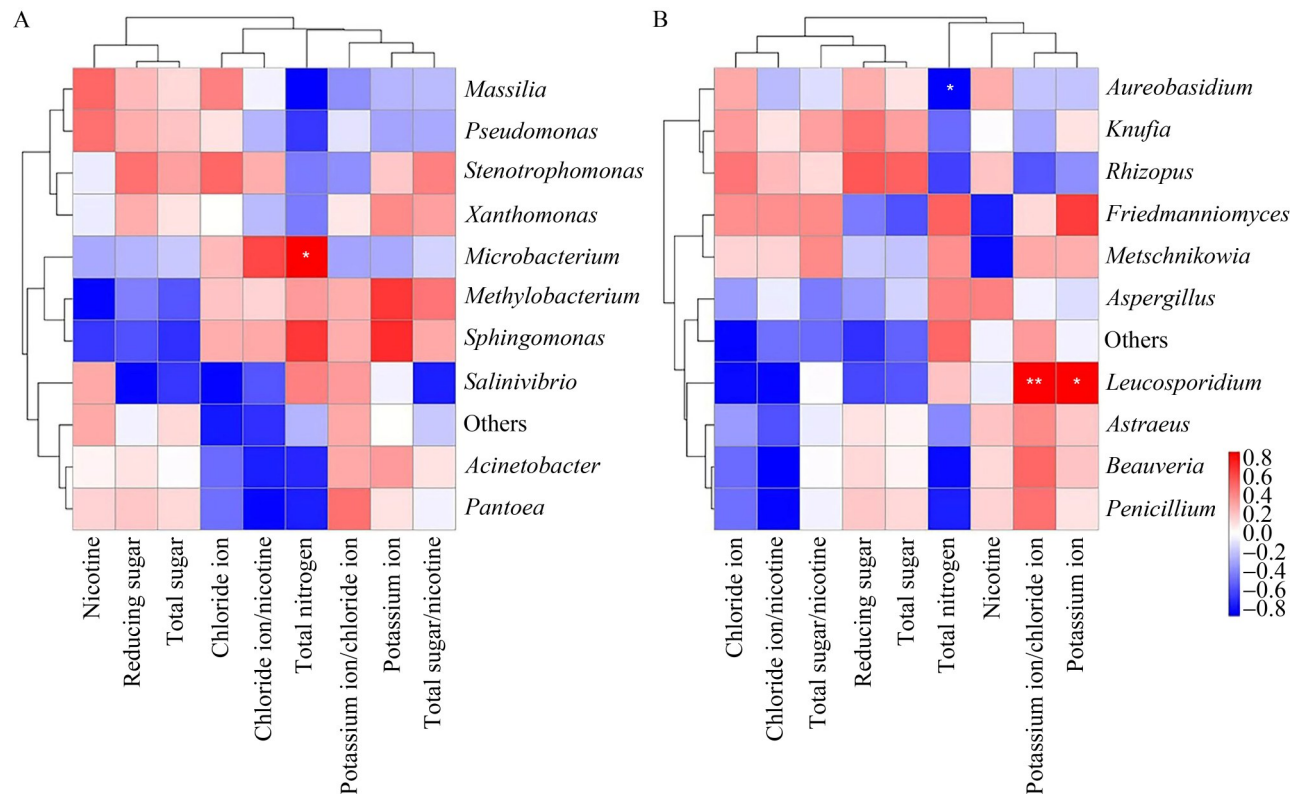 A
Massilia
Pseudomonas
Stenotrophomonas
Xanthomonas
*
Microbacterium
Methylobacterium
Sphingomonas
Salinivibrio
Others
Acinetobacter
Pantoea
Nicotine
Reducing sugar
Total sugar
Chloride ion
Chloride ion/nicotine
Total nitrogen
Potassium ion/chloride ion
Potassium ion
Total sugar/nicotine
B
*
Aureobasidium
Knufia
Rhizopus
Friedmanniomyces
Metschnikowia
Aspergillus
Others
** *
Leucosporidium
Astraeus
Beauveria
Penicillium
Chloride ion
Chloride ion/nicotine
Total sugar/nicotine
Reducing sugar
Total sugar
Total nitrogen
Nicotine
Potassium ion/chloride ion
Potassium ion
0.8
0.6
0.4
0.2
0.0
−0.2
−0.4
−0.6
−0.8